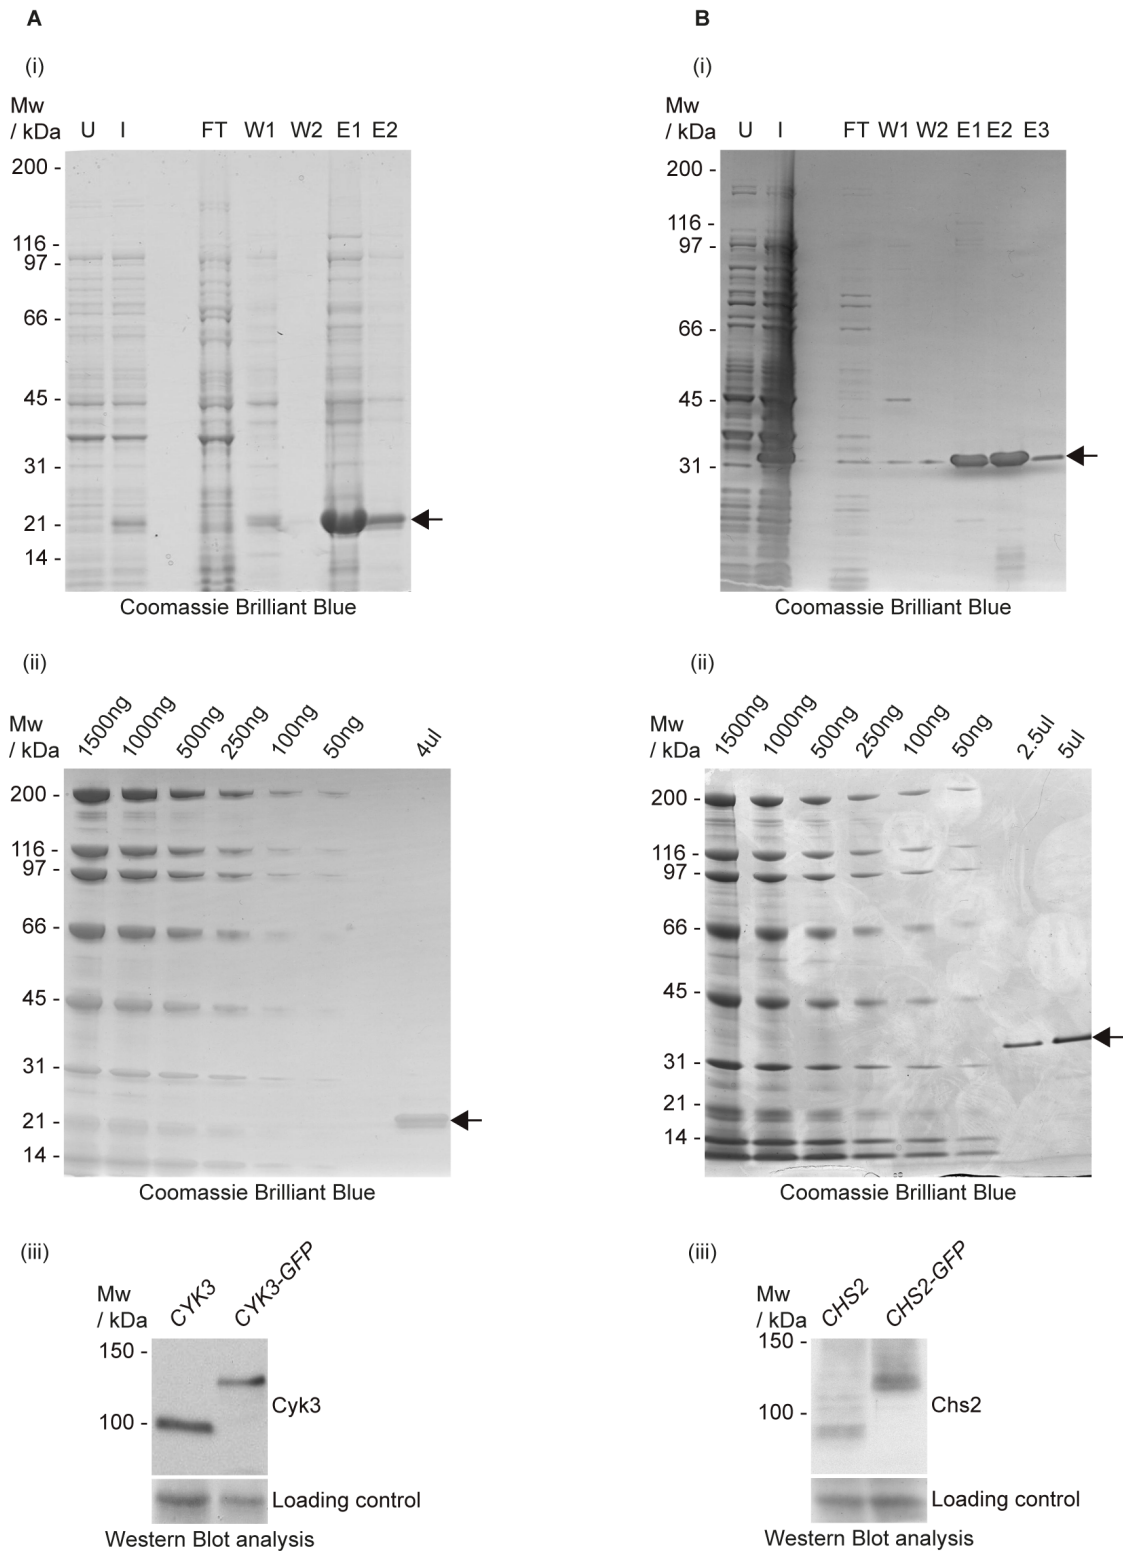 A
(i)
Mw
/ kDa U I FT W1 W2 E1 E2
200 -
116 -
97 -
66 -
45 -
31 -
21 -
14 -
Coomassie Brilliant Blue
(ii)
Mw
/ kDa 1500ng 1000ng 500ng 250ng 100ng 50ng 4ul
200 -
116 -
97 -
66 -
45 -
31 -
21 -
14 -
Coomassie Brilliant Blue
(iii)
Mw
/ kDa CYK3 CYK3-GFP
150 -
100 -
Cyk3
Loading control
Western Blot analysis
B
(i)
Mw
/ kDa U I FT W1 W2 E1 E2 E3
200 -
116 -
97 -
66 -
45 -
31 -
Coomassie Brilliant Blue
(ii)
Mw
/ kDa 1500ng 1000ng 500ng 250ng 100ng 50ng 2.5ul 5ul
200 -
116 -
97 -
66 -
45 -
31 -
21 -
14 -
Coomassie Brilliant Blue
(iii)
Mw
/ kDa CHS2 CHS2-GFP
150 -
100 -
Chs2
Loading control
Western Blot analysis